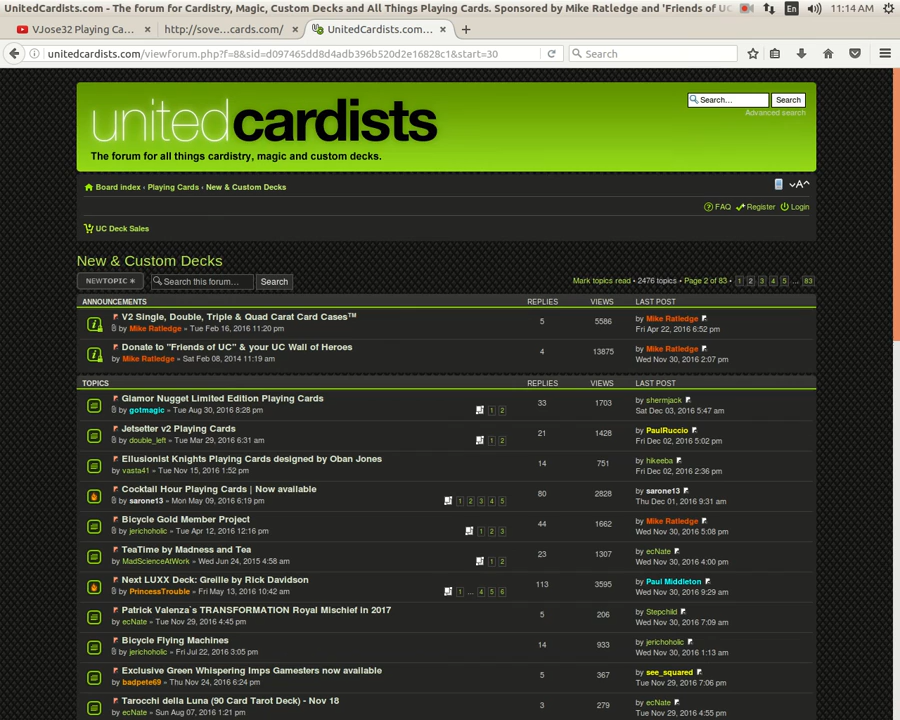 UnitedCardists.com - The forum for Cardistry, Magic, Custom Decks and All Things Playing Cards. Sponsored by Mike Ratledge and 'Friends of UC
En 11:14 AM
VJose32 Playing Ca... × http://sove....cards.com/ × UnitedCardists.com... × +
unitedcardists.com/viewforum.php?f=8&sid=d097465dd8d4adb396b520d2e16828c1&start=30 Search
unitedcardists
The forum for all things cardistry, magic and custom decks.
Search... Search
Advanced search
Board index ‹ Playing Cards ‹ New & Custom Decks
FAQ Register Login
UC Deck Sales
New & Custom Decks
NEWTOPIC * Search this forum... Search Mark topics read • 2476 topics • Page 2 of 83 • 1 2 3 4 5 ... 83
ANNOUNCEMENTS REPLIES VIEWS LAST POST
V2 Single, Double, Triple & Quad Carat Card Cases™ 5 5586 by Mike Ratledge
by Mike Ratledge » Tue Feb 16, 2016 11:20 pm Fri Apr 22, 2016 6:52 pm
Donate to "Friends of UC" & your UC Wall of Heroes 4 13875 by Mike Ratledge
by Mike Ratledge » Sat Feb 08, 2014 11:19 am Wed Nov 30, 2016 2:07 pm
TOPICS REPLIES VIEWS LAST POST
Glamor Nugget Limited Edition Playing Cards 33 1703 by shermjack
by gotmagic » Tue Aug 30, 2016 8:28 pm 1 2 Sat Dec 03, 2016 5:47 am
Jetsetter v2 Playing Cards 21 1428 by PaulRuccio
by double_left » Tue Mar 29, 2016 6:31 am 1 2 Fri Dec 02, 2016 5:02 pm
Ellusionist Knights Playing Cards designed by Oban Jones 14 751 by hikeeba
by vasta41 » Tue Nov 15, 2016 1:52 pm Fri Dec 02, 2016 2:36 pm
Cocktail Hour Playing Cards | Now available 80 2828 by sarone13
by sarone13 » Mon May 09, 2016 6:19 pm 1 2 3 4 5 Thu Dec 01, 2016 9:31 am
Bicycle Gold Member Project 44 1662 by Mike Ratledge
by jerichoholic » Tue Apr 12, 2016 12:16 pm 1 2 3 Wed Nov 30, 2016 5:08 pm
TeaTime by Madness and Tea 23 1307 by ecNate
by MadScienceAtWork » Wed Jun 24, 2015 4:58 am 1 2 Wed Nov 30, 2016 4:00 pm
Next LUXX Deck: Greille by Rick Davidson 113 3595 by Paul Middleton
by PrincessTrouble » Fri May 13, 2016 10:42 am 1 ... 4 5 6 Wed Nov 30, 2016 9:29 am
Patrick Valenza`s TRANSFORMATION Royal Mischief in 2017 5 206 by Stepchild
by ecNate » Tue Nov 29, 2016 4:45 pm Wed Nov 30, 2016 7:09 am
Bicycle Flying Machines 14 933 by jerichoholic
by jerichoholic » Fri Jul 22, 2016 3:05 pm Wed Nov 30, 2016 1:13 am
Exclusive Green Whispering Imps Gamesters now available 5 367 by see_squared
by badpete69 » Thu Nov 24, 2016 6:24 pm Tue Nov 29, 2016 7:06 pm
Tarocchi della Luna (90 Card Tarot Deck) - Nov 18 3 279 by ecNate
by ecNate » Sun Aug 07, 2016 1:21 pm Tue Nov 29, 2016 4:55 pm